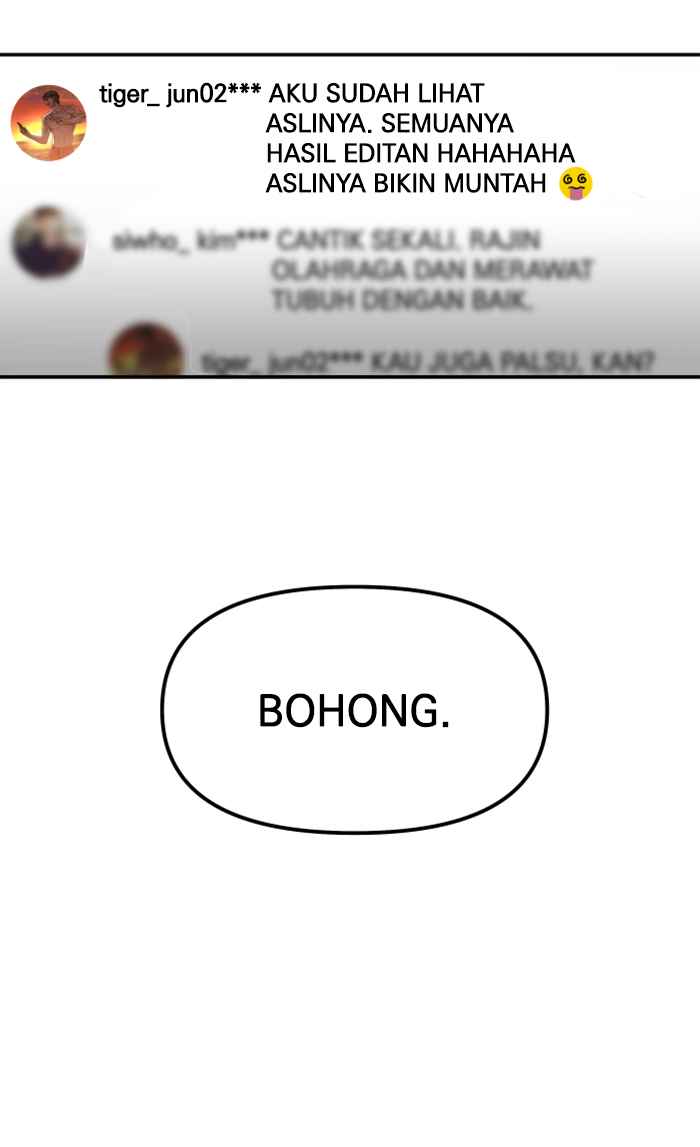 tiger_ jun02*** AKU SUDAH LIHAT
ASLINYA. SEMUANYA
HASIL EDITAN HAHAHAHA
ASLINYA BIKIN MUNTAH
siwho_ kim*** CANTIK SEKALI. RAJIN
OLAHRAGA DAN MERAWAT
TUBUH DENGAN BAIK.
tiger_ jun02*** KAU JUGA PALSU, KAN?
BOHONG.